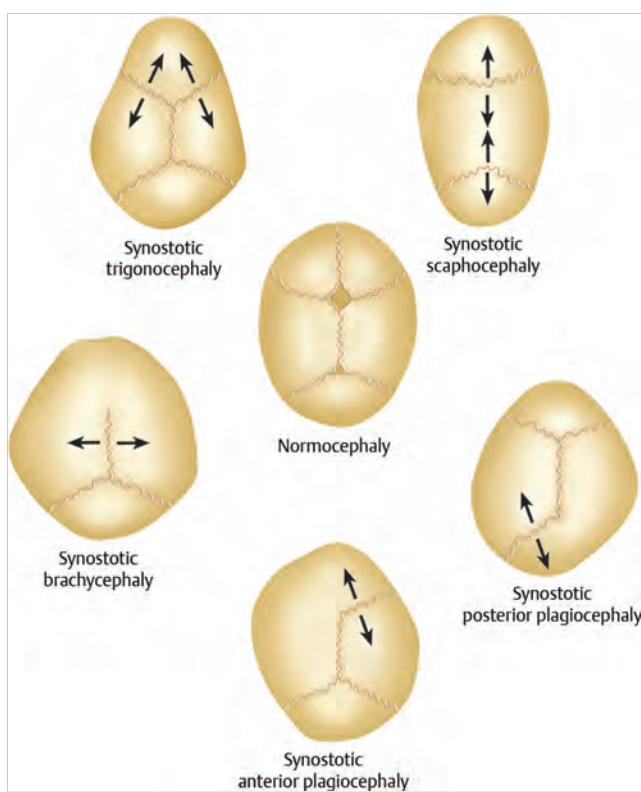 Synostotic
trigonocephaly
Synostotic
scaphocephaly
Normocephaly
Synostotic
brachycephaly
Synostotic
posterior plagiocephaly
Synostotic
anterior plagiocephaly